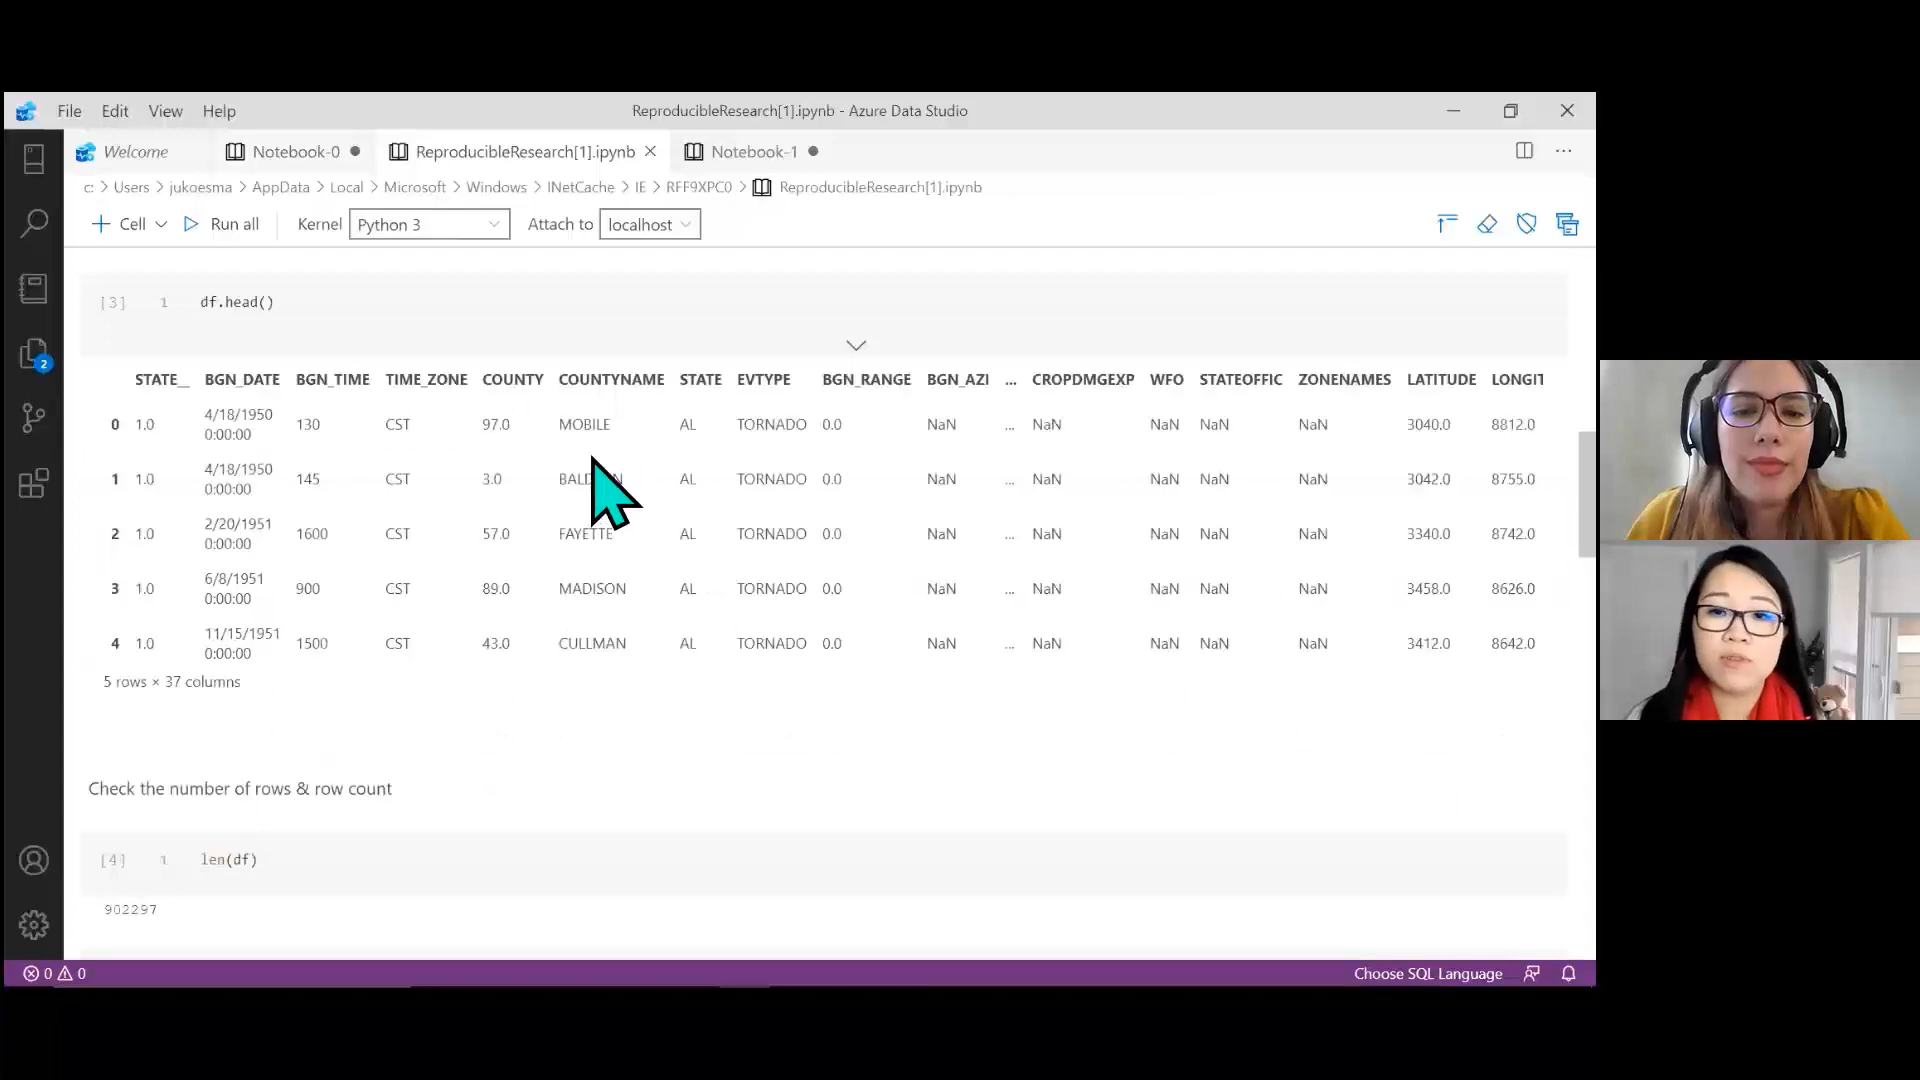 File Edit View Help ReproducibleResearch[1].ipynb - Azure Data Studio
Welcome Notebook-0 ReproducibleResearch[1].ipynb Notebook-1
c: > Users > jukoesma > AppData > Local > Microsoft > Windows > INetCache > IE > RFF9XPC0 > ReproducibleResearch[1].ipynb
Cell Run all Kernel Python 3 Attach to localhost
[3] 1 df.head()
STATE__ BGN_DATE BGN_TIME TIME_ZONE COUNTY COUNTYNAME STATE EVTYPE BGN_RANGE BGN_AZI ... CROPDMGEXP WFO STATEOFFIC ZONENAMES LATITUDE LONGIT
0 1.0 4/18/1950 0:00:00 130 CST 97.0 MOBILE AL TORNADO 0.0 NaN ... NaN NaN NaN NaN 3040.0 8812.0
1 1.0 4/18/1950 0:00:00 145 CST 3.0 AL TORNADO 0.0 NaN ... NaN NaN NaN NaN 3042.0 8755.0
2 1.0 2/20/1951 0:00:00 1600 CST 57.0 FAYETTE AL TORNADO 0.0 NaN ... NaN NaN NaN NaN 3340.0 8742.0
3 1.0 6/8/1951 0:00:00 900 CST 89.0 MADISON AL TORNADO 0.0 NaN ... NaN NaN NaN NaN 3458.0 8626.0
4 1.0 11/15/1951 0:00:00 1500 CST 43.0 CULLMAN AL TORNADO 0.0 NaN ... NaN NaN NaN NaN 3412.0 8642.0
5 rows × 37 columns
Check the number of rows & row count
[4] 1 len(df)
902297
2
0 0 Choose SQL Language